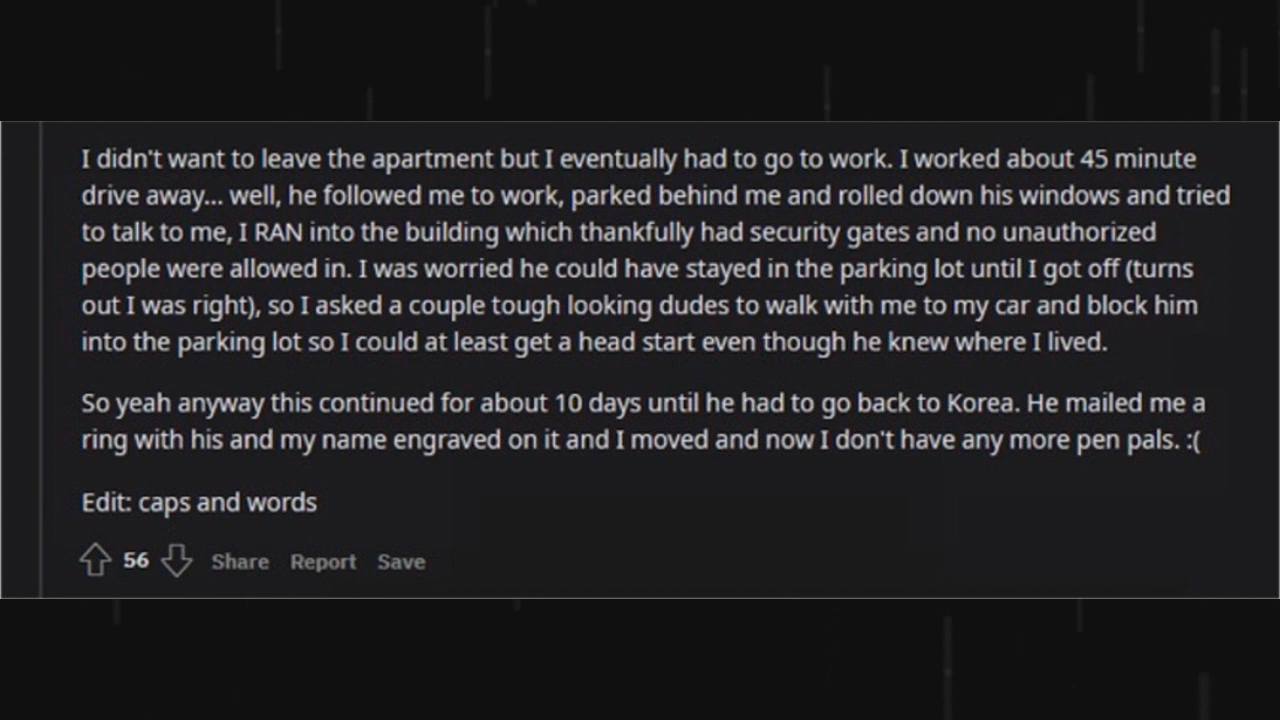 I didn't want to leave the apartment but I eventually had to go to work. I worked about 45 minute
drive away... well, he followed me to work, parked behind me and rolled down his windows and tried
to talk to me, I RAN into the building which thankfully had security gates and no unauthorized
people were allowed in. I was worried he could have stayed in the parking lot until I got off (turns
out I was right), so I asked a couple tough looking dudes to walk with me to my car and block him
into the parking lot so I could at least get a head start even though he knew where I lived.
So yeah anyway this continued for about 10 days until he had to go back to Korea. He mailed me a
ring with his and my name engraved on it and I moved and now I don't have any more pen pals. :(
Edit: caps and words
56 Share Report Save